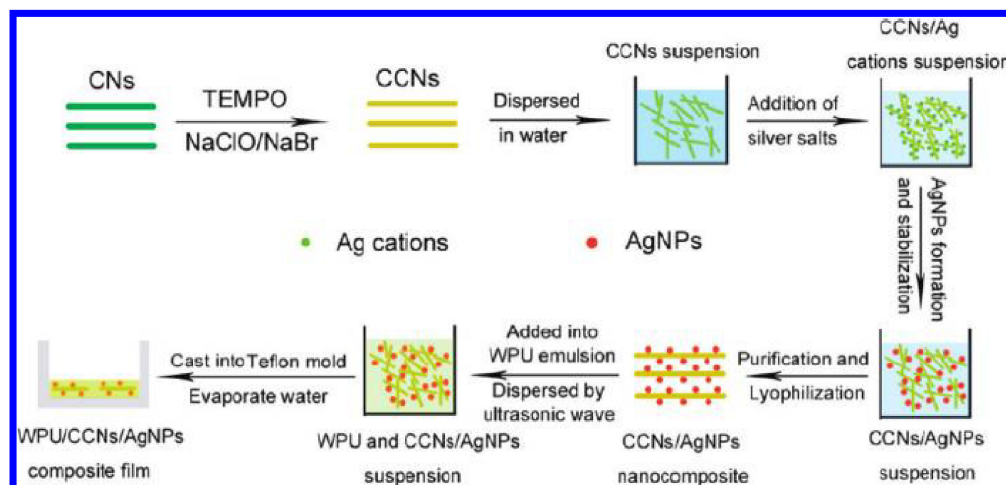 CNs
TEMPO
NaClO/NaBr
CCNs
Dispersed
in water
CCNs suspension
Addition of
silver salts
CCNs/Ag
cations suspension
AgNPs formation
and stabilization
Ag cations
AgNPs
CCNs/AgNPs
suspension
Purification and
Lyophilization
CCNs/AgNPs
nanocomposite
Added into
WPU emulsion
Dispersed by
ultrasonic wave
WPU and CCNs/AgNPs
suspension
Cast into Teflon mold
Evaporate water
WPU/CCNs/AgNPs
composite film